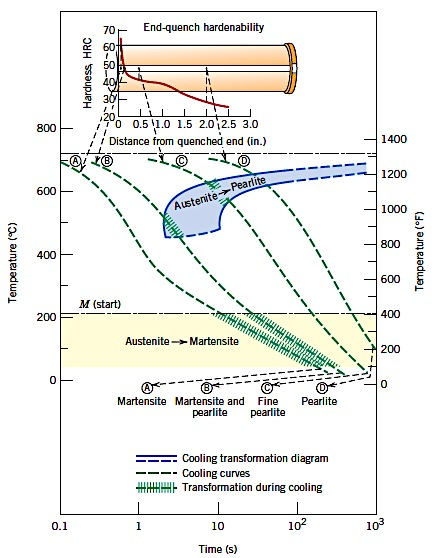 End-quench hardenability
Hardness, HRC
70
60
50
40
30
20
0 0.5 1.0 1.5 2.0 2.5 3.0
Distance from quenched end (in.)
Temperature (°C)
800
600
400
200
0
Temperature (°F)
1400
1200
1000
800
600
400
200
0
A B C D
Austenite → Pearlite
M (start)
Austenite → Martensite
A B C D
Martensite
Martensite and
pearlite
Fine
pearlite
Pearlite
Cooling transformation diagram
Cooling curves
Transformation during cooling
0.1 1 10 10² 10³
Time (s)